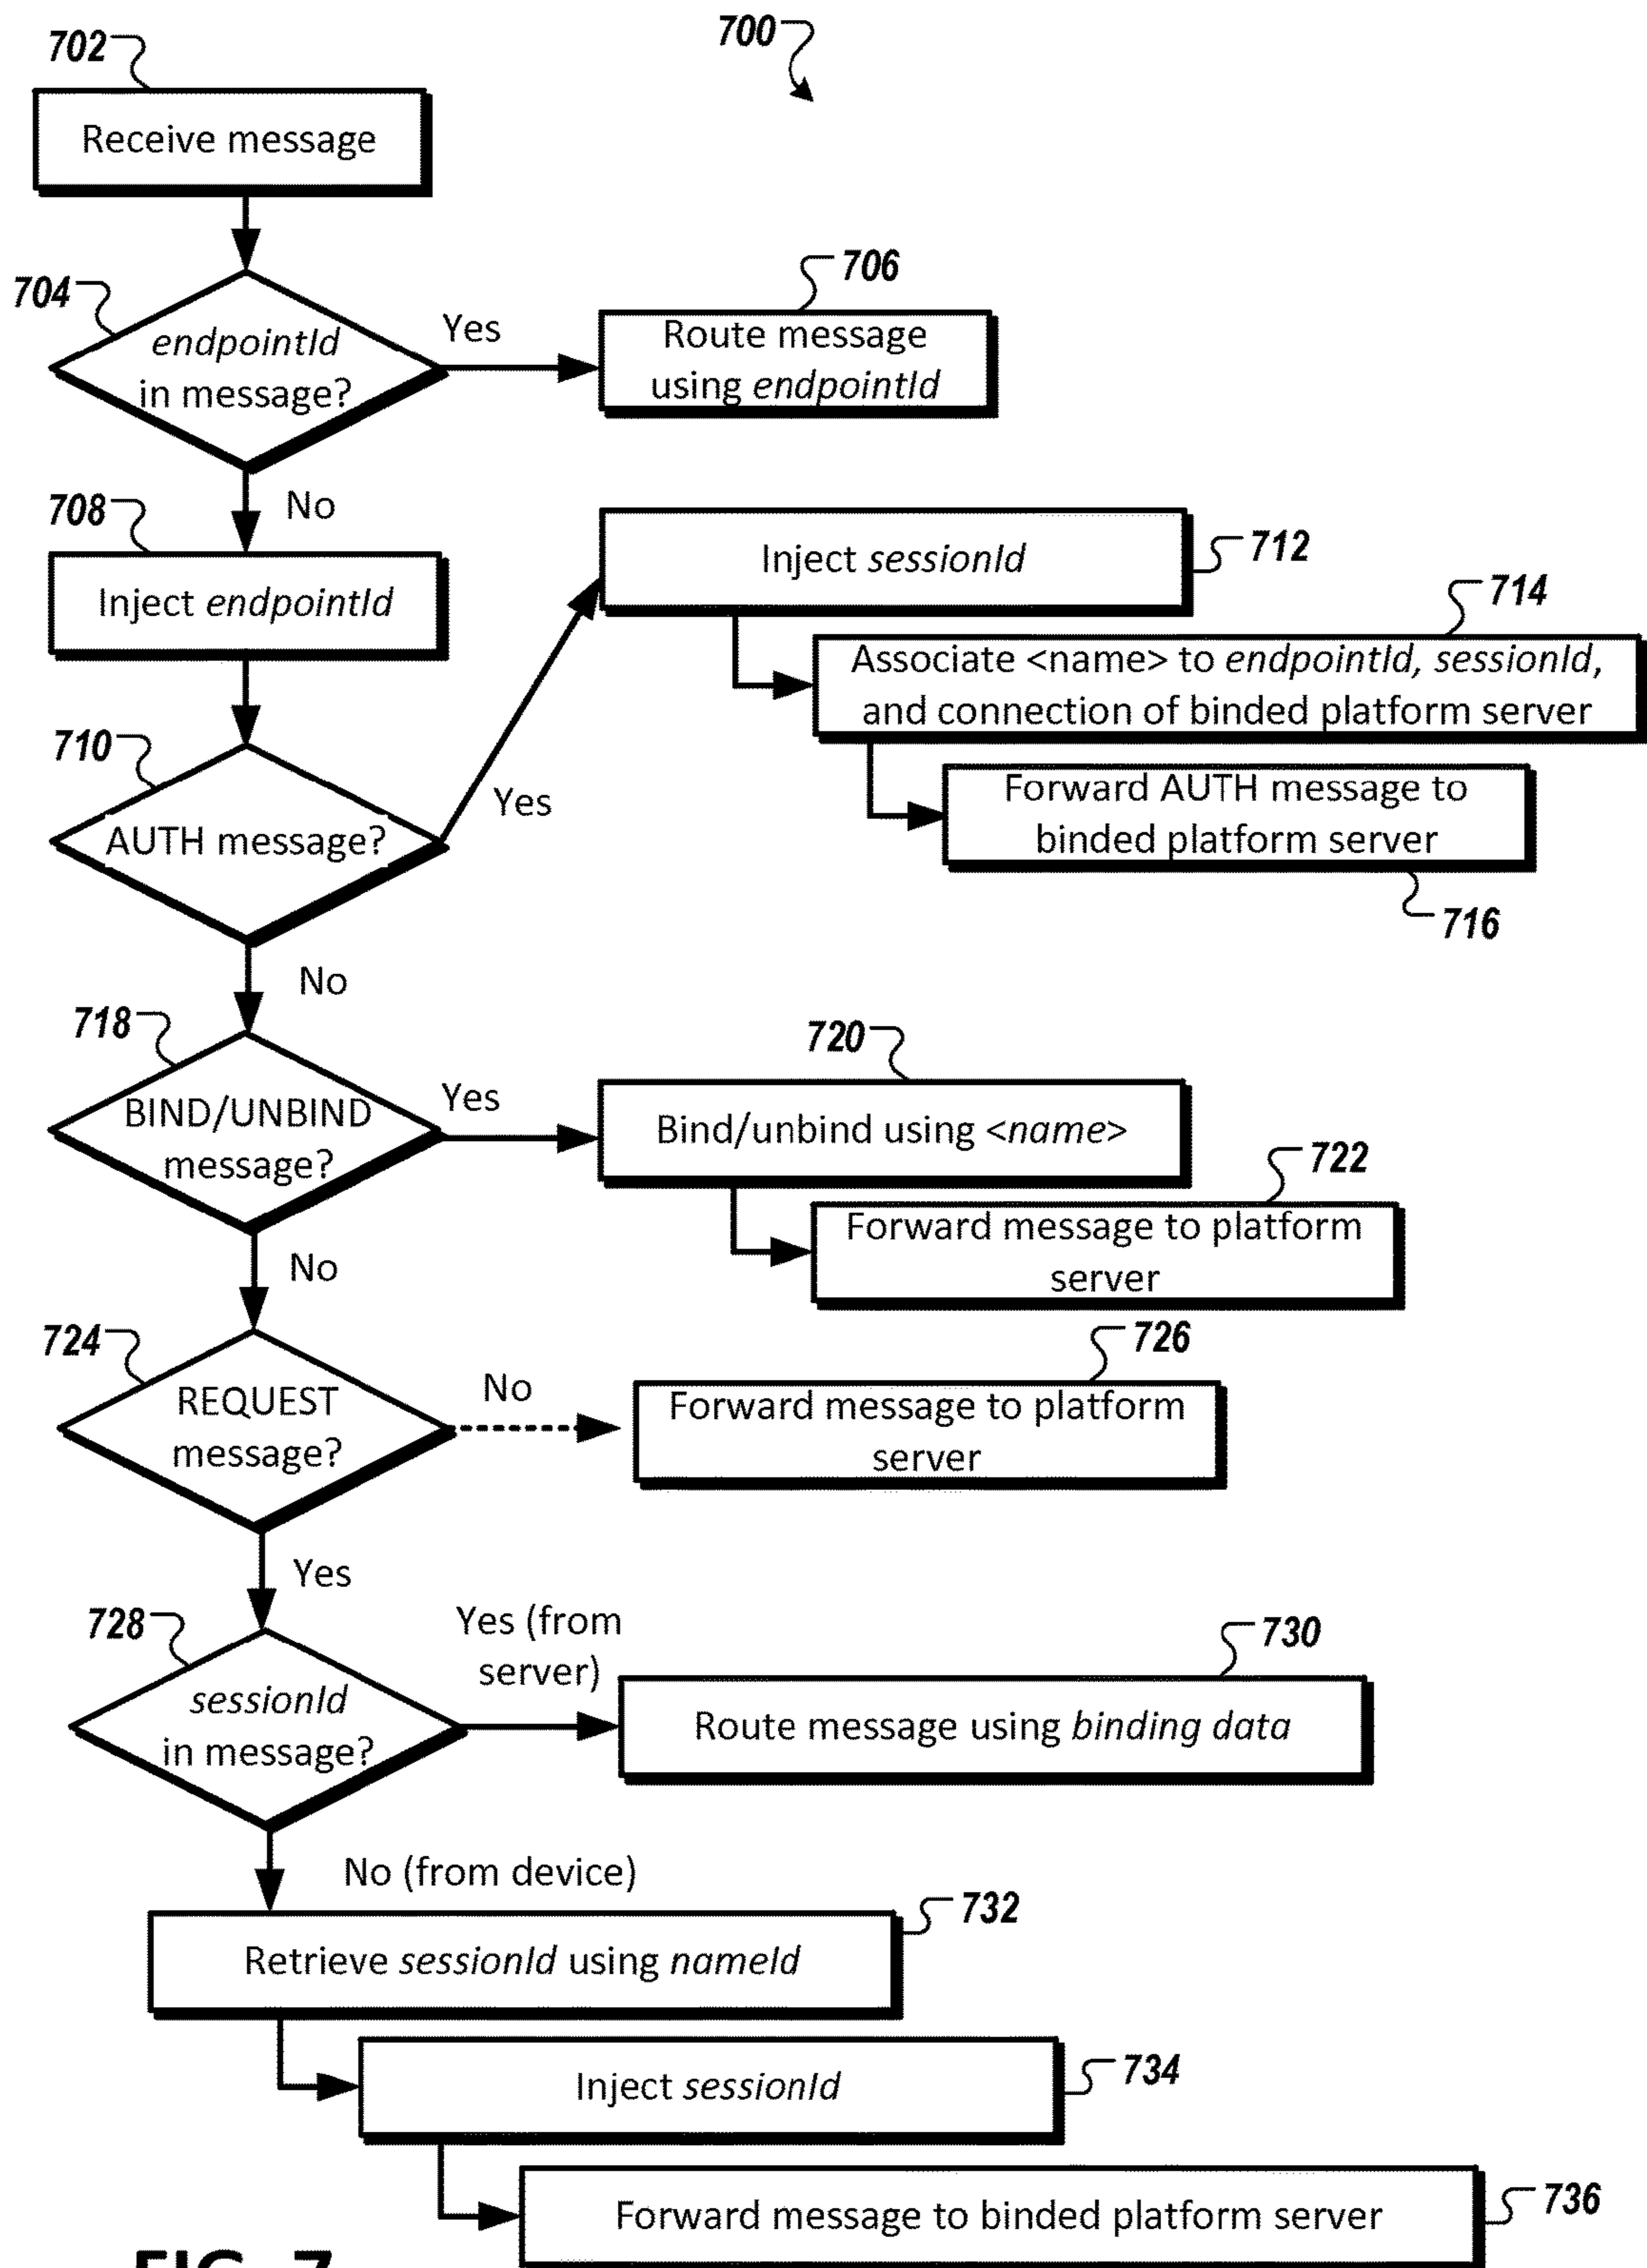 700
702
Receive message
704
endpointId
in message?
Yes
706
Route message
using endpointId
No
708
Inject endpointId
710
AUTH message?
Yes
Inject sessionId
712
714
Associate <name> to endpointId, sessionId,
and connection of binded platform server
Forward AUTH message to
binded platform server
716
No
718
BIND/UNBIND
message?
Yes
720
Bind/unbind using <name>
722
Forward message to platform
server
No
724
REQUEST
message?
No
726
Forward message to platform
server
Yes
728
sessionId
in message?
Yes (from
server)
730
Route message using binding data
No (from device)
732
Retrieve sessionId using nameId
Inject sessionId
734
Forward message to binded platform server
736
FIG. 7